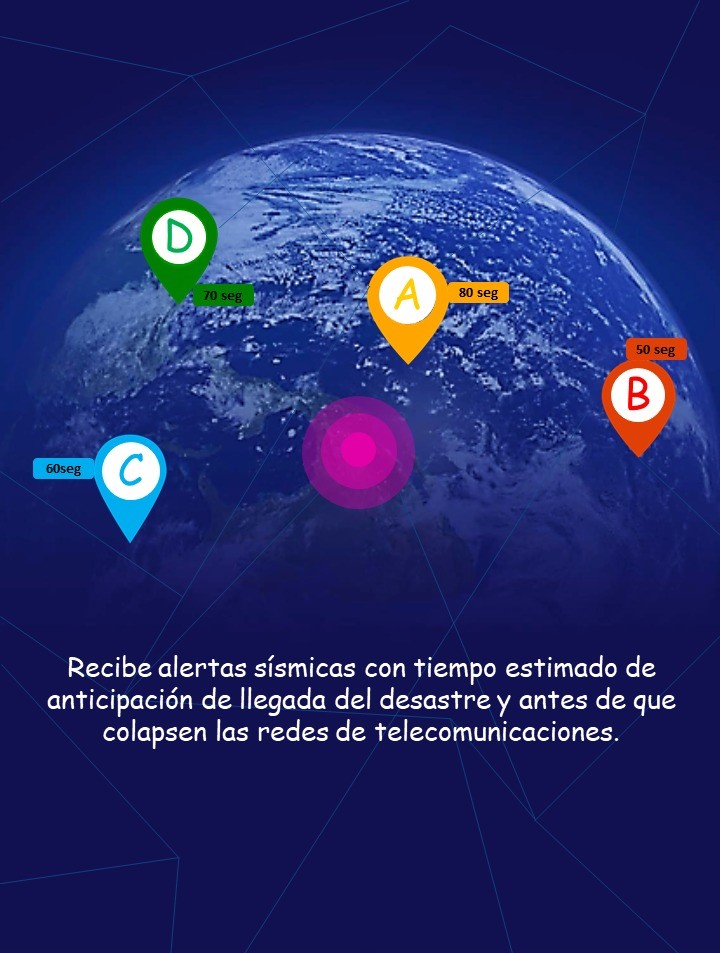 D
70 seg
A
80 seg
50 seg
B
60seg
C
Recibe alertas sísmicas con tiempo estimado de
anticipación de llegada del desastre y antes de que
colapsen las redes de telecomunicaciones.